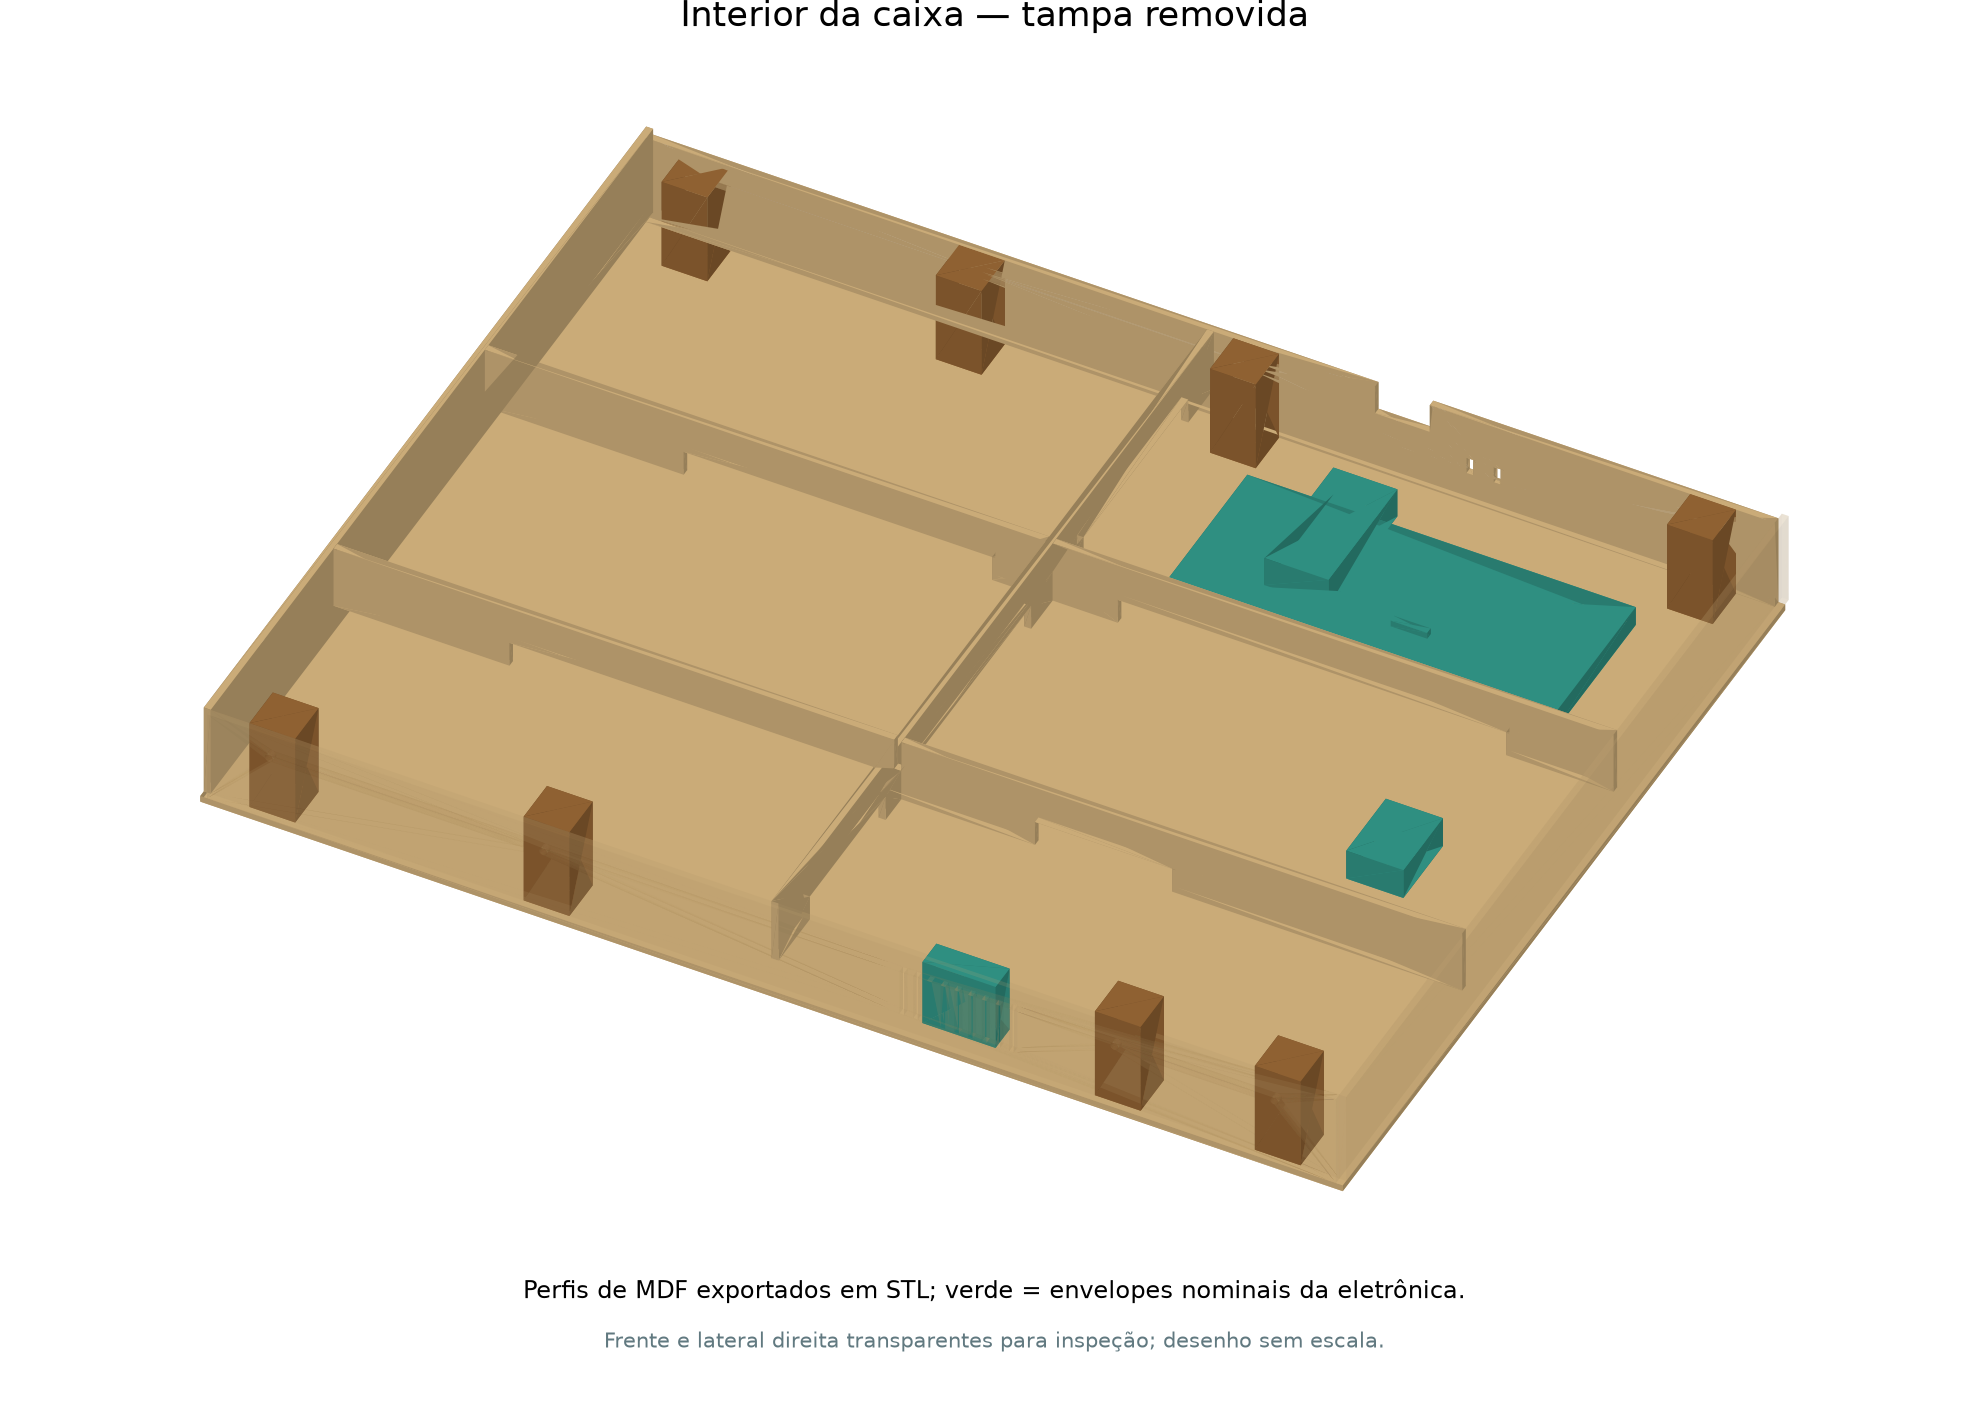 Interior da caixa — tampa removida
Perfis de MDF exportados em STL; verde = envelopes nominais da eletrônica.
Frente e lateral direita transparentes para inspeção; desenho sem escala.